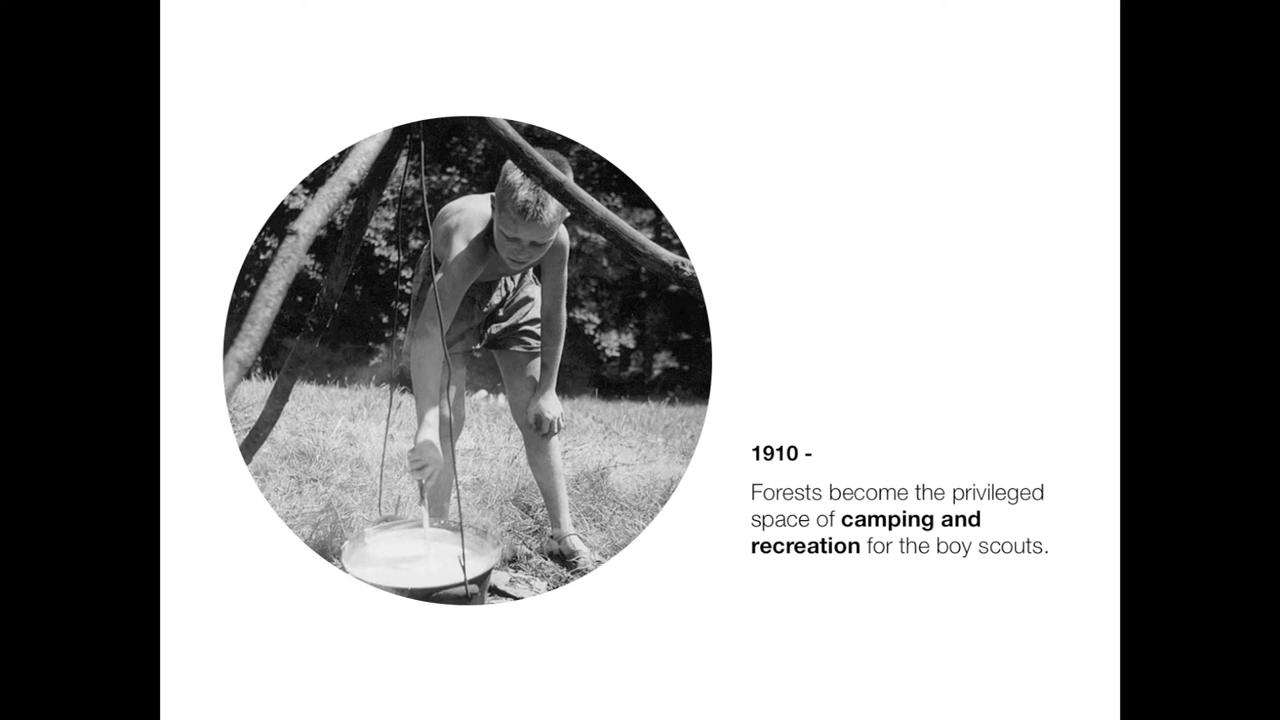 1910 -
Forests become the privileged
space of camping and
recreation for the boy scouts.